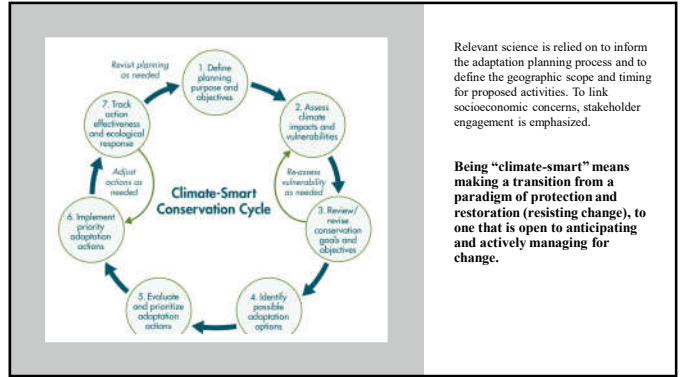 Revisit planning
as needed
1. Define
planning
purpose and
objectives
2. Assess
climate
impacts and
vulnerabilities
Re-assess
vulnerability
as needed
3. Review/
revise
conservation
goals and
objectives
4. Identify
possible
adaptation
options
5. Evaluate
and prioritize
adaptation
actions
6. Implement
priority
adaptation
actions
Adjust
actions as
needed
7. Track
action
effectiveness
and ecological
response
Climate-Smart
Conservation Cycle
Relevant science is relied on to inform
the adaptation planning process and to
define the geographic scope and timing
for proposed activities. To link
socioeconomic concerns, stakeholder
engagement is emphasized.
Being “climate-smart” means
making a transition from a
paradigm of protection and
restoration (resisting change), to
one that is open to anticipating
and actively managing for
change.